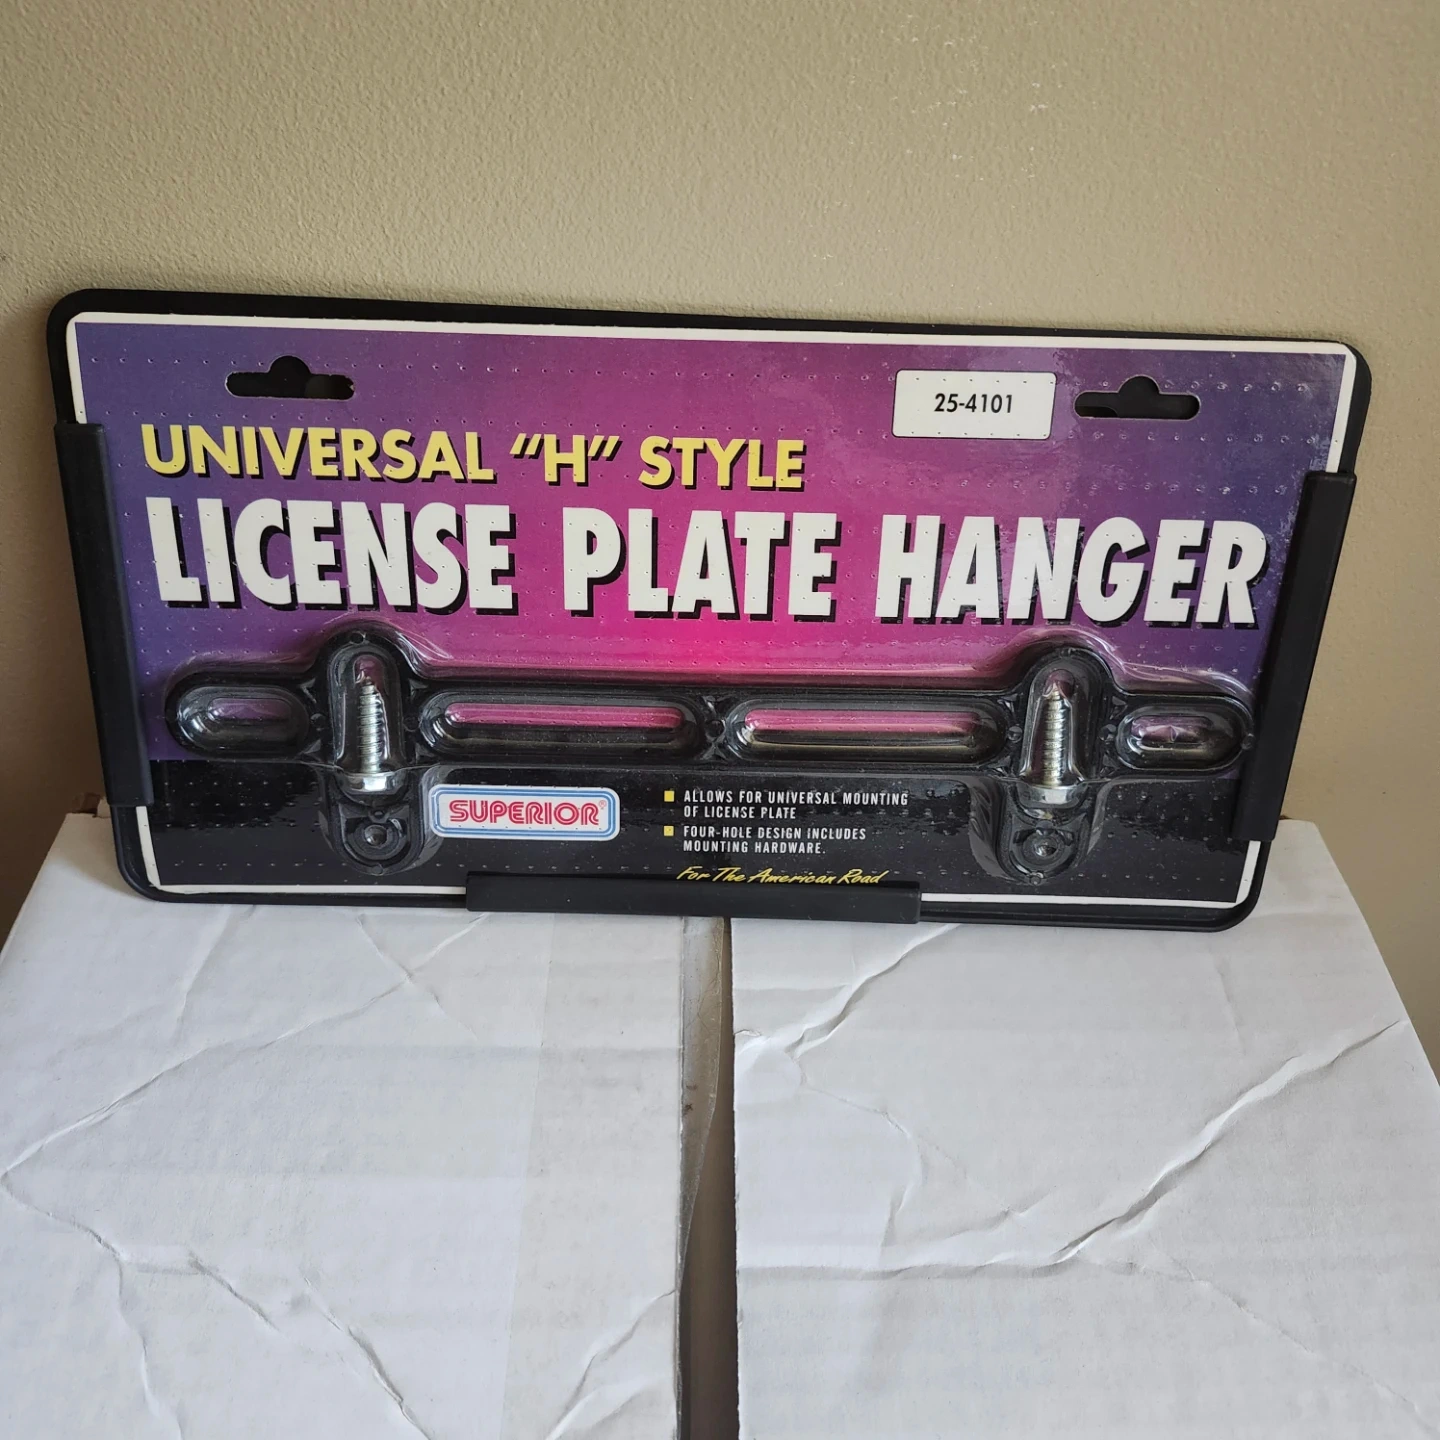 25-4101
UNIVERSAL “H” STYLE
LICENSE PLATE HANGER
SUPERIOR®
ALLOWS FOR UNIVERSAL MOUNTING
OF LICENSE PLATE
FOUR-HOLE DESIGN INCLUDES
MOUNTING HARDWARE.
For The American Road